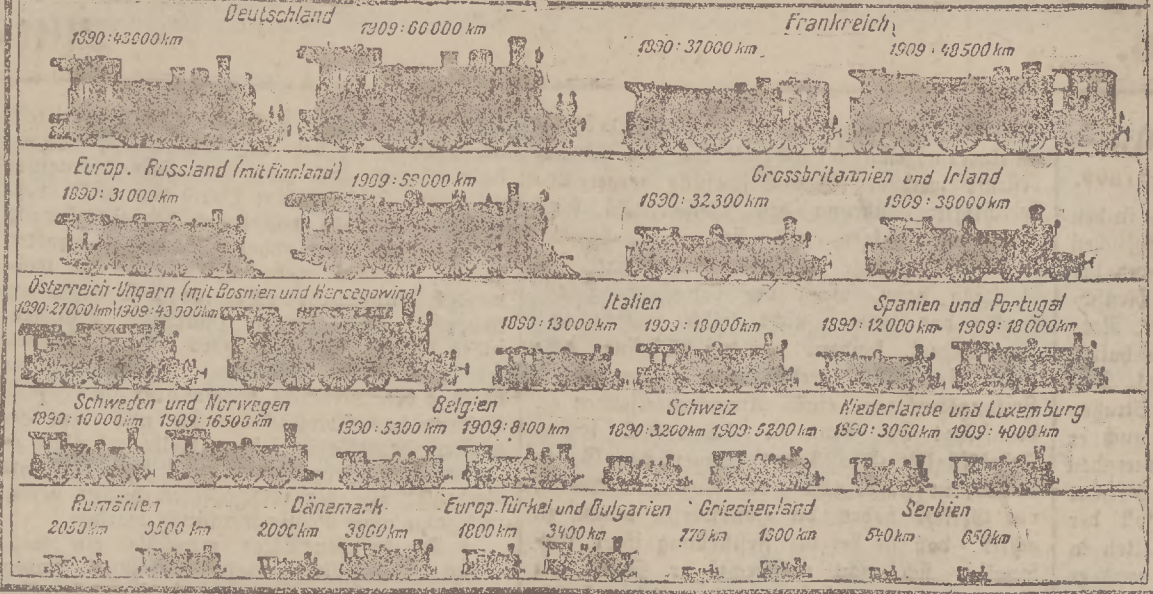 Deutschland
1890:43000 km
1909:60000 km
Frankreich
1890:37000 km
1909:48500 km
Europ. Russland (mit Finnland)
1890:31000 km
1909:59000 km
Grossbritannien und Irland
1890:32300 km
1909:38000 km
Österreich-Ungarn (mit Bosnien und Hercegowina)
1890:27000 km 1909:43000 km
Italien
1890:13000 km 1909:18000 km
Spanien und Portugal
1890:12000 km 1909:18000 km
Schweden und Norwegen
1890:10000 km 1909:16500 km
Belgien
1890:5300 km 1909:8100 km
Schweiz
1890:3200 km 1909:5200 km
Niederlande und Luxemburg
1890:3060 km 1909:4000 km
Rumänien
2050 km 3500 km
Dänemark
2000 km 3900 km
Europ. Türkei und Bulgarien
1800 km 3400 km
Griechenland
770 km 1300 km
Serbien
540 km 650 km